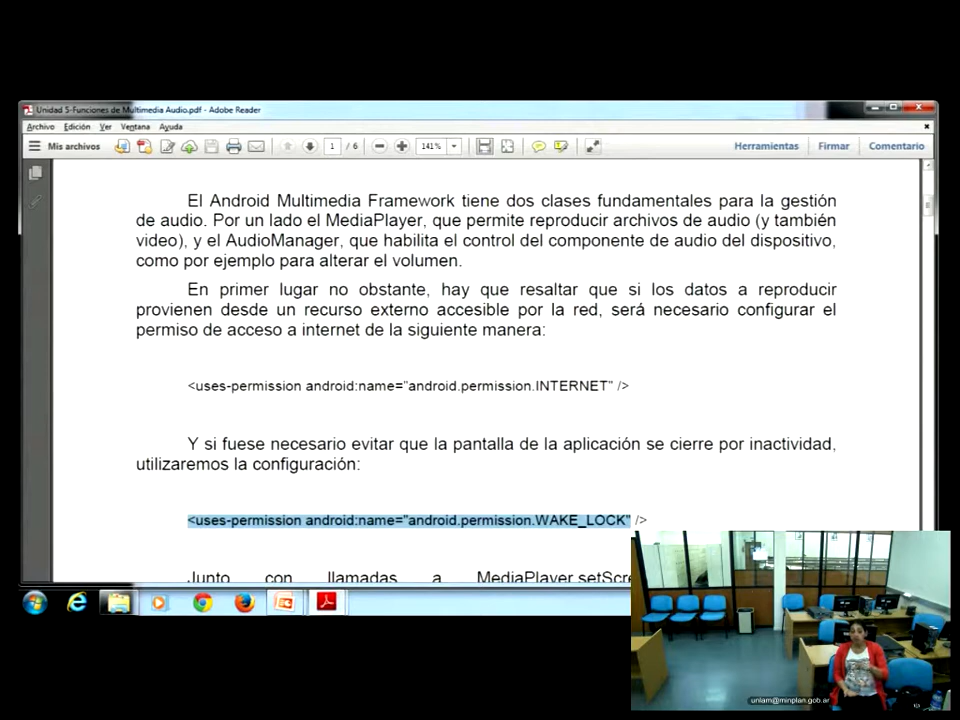 Unidad 5-Funciones de Multimedia Audio.pdf - Adobe Reader
Archivo Edición Ver Ventana Ayuda
Mis archivos 1 / 6 141% Herramientas Firmar Comentario
El Android Multimedia Framework tiene dos clases fundamentales para la gestión
de audio. Por un lado el MediaPlayer, que permite reproducir archivos de audio (y también
video), y el AudioManager, que habilita el control del componente de audio del dispositivo,
como por ejemplo para alterar el volumen.
En primer lugar no obstante, hay que resaltar que si los datos a reproducir
provienen desde un recurso externo accesible por la red, será necesario configurar el
permiso de acceso a internet de la siguiente manera:
<uses-permission android:name="android.permission.INTERNET" />
Y si fuese necesario evitar que la pantalla de la aplicación se cierre por inactividad,
utilizaremos la configuración:
<uses-permission android:name="android.permission.WAKE_LOCK" />
Junto con llamadas a MediaPlayer.setScre
unlam@minplan.gob.ar